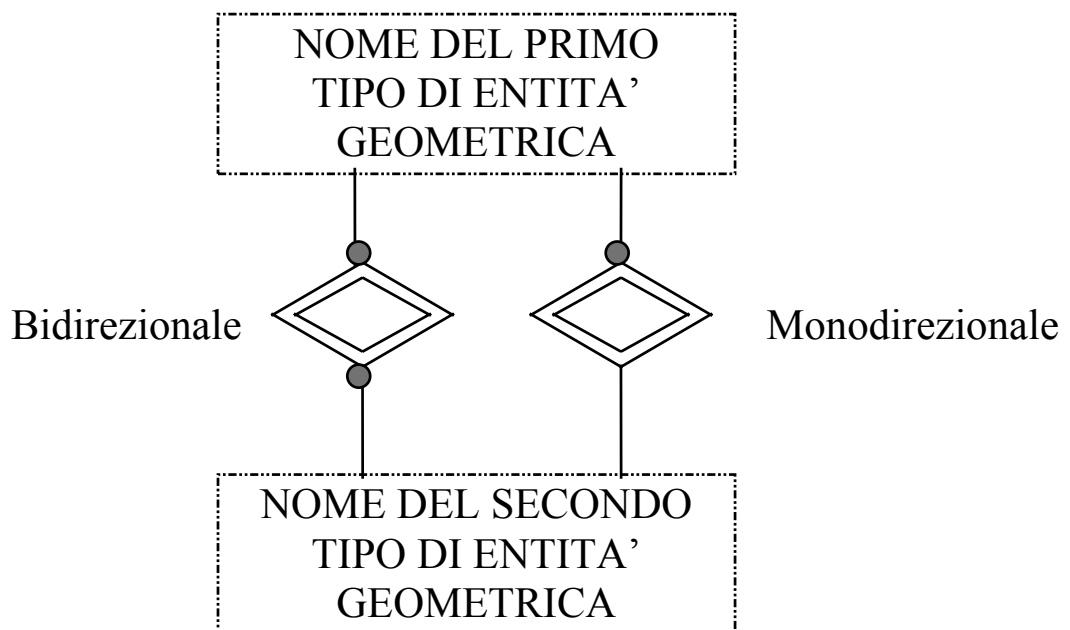 NOME DEL PRIMO
TIPO DI ENTITA’
GEOMETRICA
Bidirezionale
Monodirezionale
NOME DEL SECONDO
TIPO DI ENTITA’
GEOMETRICA